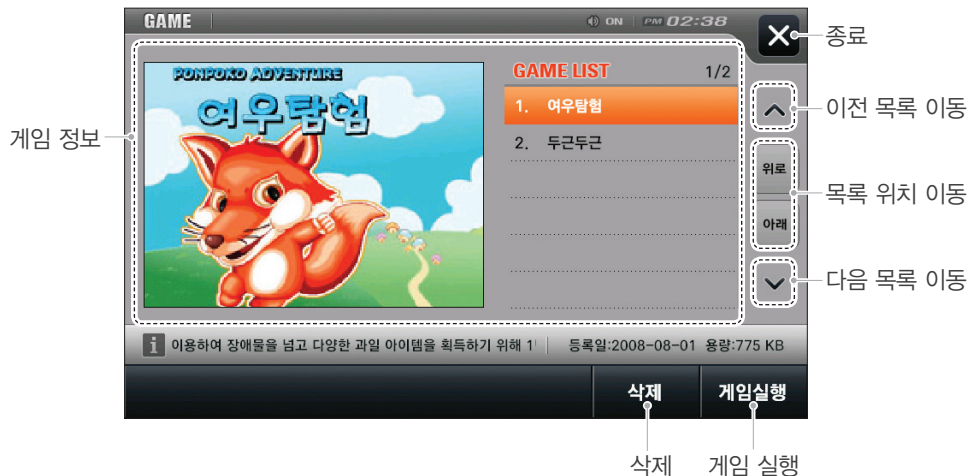 GAME
ON PM 02:38
종료
PONPOKO ADVENTURE
여우탐험
GAME LIST 1/2
1. 여우탐험
2. 두근두근
게임 정보
이전 목록 이동
위로
목록 위치 이동
아래
다음 목록 이동
이용하여 장애물을 넘고 다양한 과일 아이템을 획득하기 위해 1
등록일:2008-08-01 용량:775 KB
삭제 게임실행
삭제 게임 실행